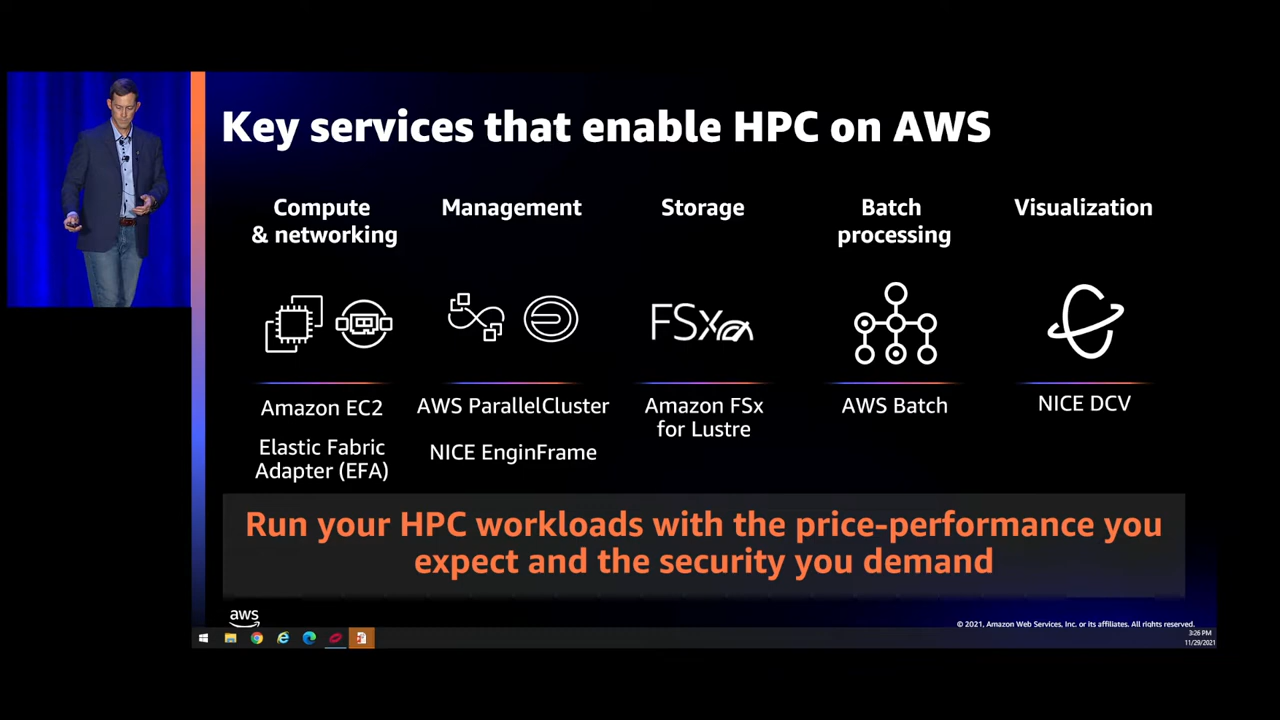 Key services that enable HPC on AWS
Compute
& networking
Management
Storage
Batch
processing
Visualization
FSx
Amazon EC2
Elastic Fabric
Adapter (EFA)
AWS ParallelCluster
NICE EnginFrame
Amazon FSx
for Lustre
AWS Batch
NICE DCV
Run your HPC workloads with the price-performance you
expect and the security you demand
aws
© 2021, Amazon Web Services, Inc. or its affiliates. All rights reserved.
3:26 PM
11/29/2021